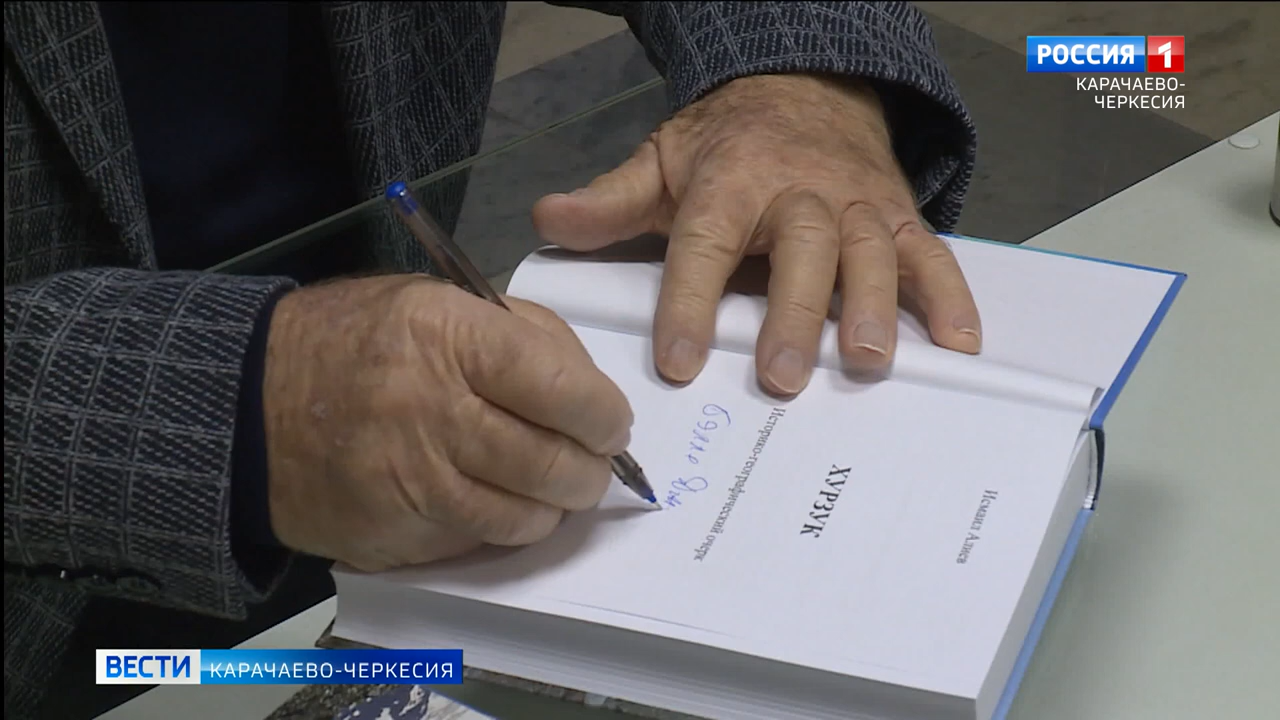 РОССИЯ 1
КАРАЧАЕВО-
ЧЕРКЕСИЯ
Исмаил Алиев
ХУРЗУК
Историко-географический очерк
ВЕСТИ КАРАЧАЕВО-ЧЕРКЕСИЯ